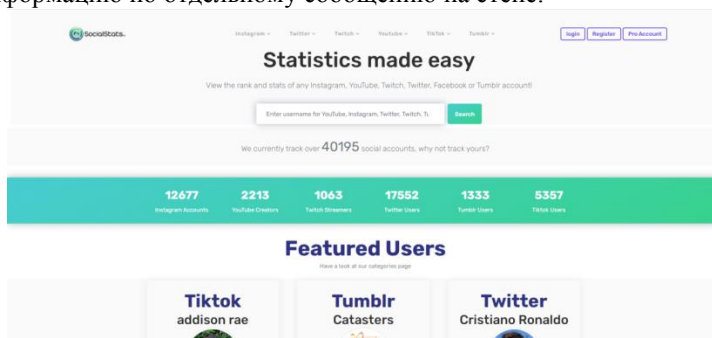 формацию по отдельному сообщению на стене.
SocialStats.
Instagram Twitter Twitch Youtube TikTok Tumblr
login Register Pro Account
Statistics made easy
View the rank and stats of any Instagram, YouTube, Twitch, Twitter, Facebook or Tumblr account!
Enter username for YouTube, Instagram, Twitter, Twitch, Ti
Search
We currently track over 40195 social accounts, why not track yours?
12677 2213 1063 17552 1333 5357
Instagram Accounts YouTube Creators Twitch Streamers Twitter Users Tumblr Users Tiktok Users
Featured Users
Have a look at our categories page
Tiktok Tumblr Twitter
addison rae Catasters Cristiano Ronaldo